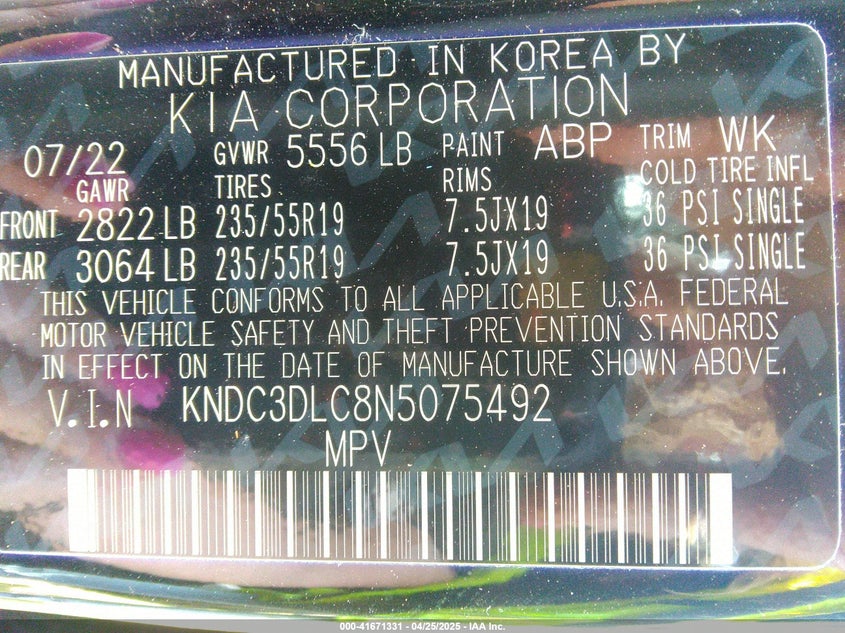 MANUFACTURED IN KOREA BY
KIA CORPORATION
07/22 GVWR 5556 LB PAINT ABP TRIM WK
GAWR TIRES RIMS COLD TIRE INFL
FRONT 2822 LB 235/55R19 7.5JX19 36 PSI SINGLE
REAR 3064 LB 235/55R19 7.5JX19 36 PSI SINGLE
THIS VEHICLE CONFORMS TO ALL APPLICABLE U.S.A. FEDERAL
MOTOR VEHICLE SAFETY AND THEFT PREVENTION STANDARDS
IN EFFECT ON THE DATE OF MANUFACTURE SHOWN ABOVE.
V.I.N KNDC3DLC8N5075492
MPV
000-41671331 - 04/25/2025 - IAA Inc.